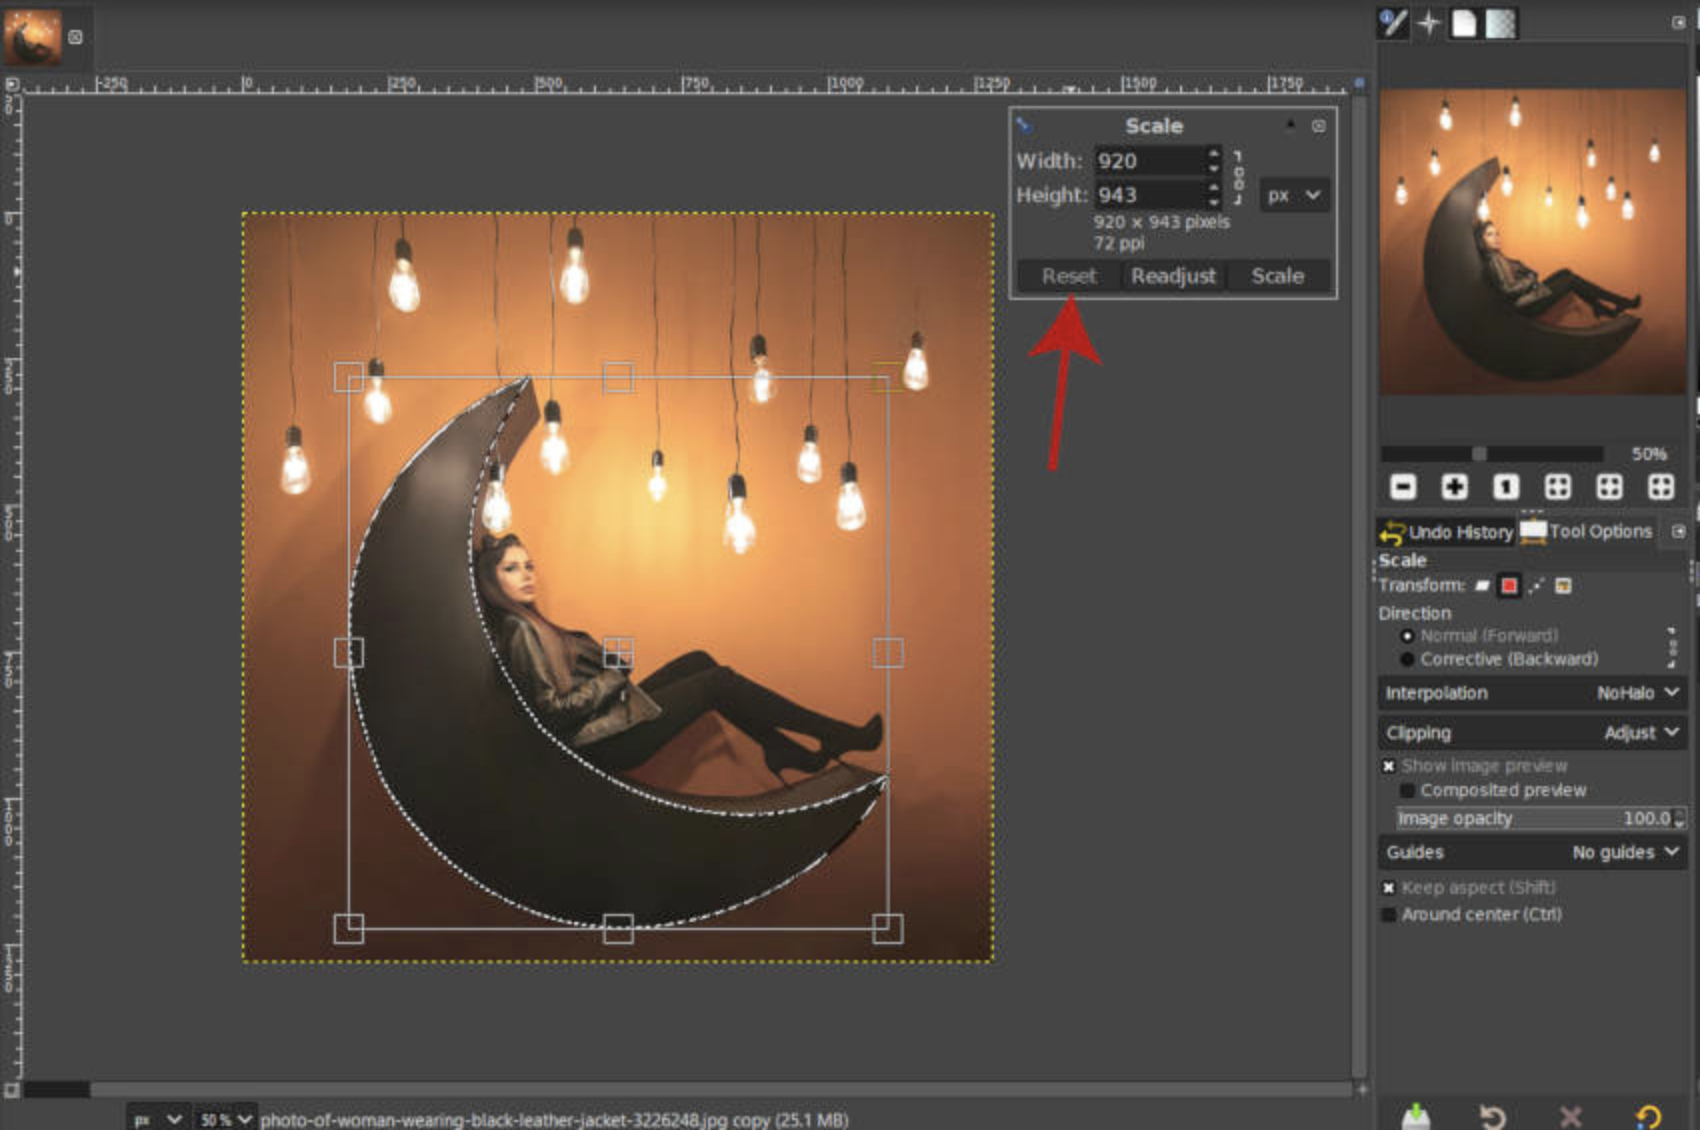 -250 0 250 500 750 1000 1250 1500 1750
Scale
Width: 920
Height: 943 px
920 × 943 pixels
72 ppi
Reset Readjust Scale
50%
Undo History Tool Options
Scale
Transform:
Direction
Normal (Forward)
Corrective (Backward)
Interpolation NoHalo
Clipping Adjust
Show image preview
Composited preview
Image opacity 100.0
Guides No guides
Keep aspect (Shift)
Around center (Ctrl)
px 50 % photo-of-woman-wearing-black-leather-jacket-3226248.jpg copy (25.1 MB)